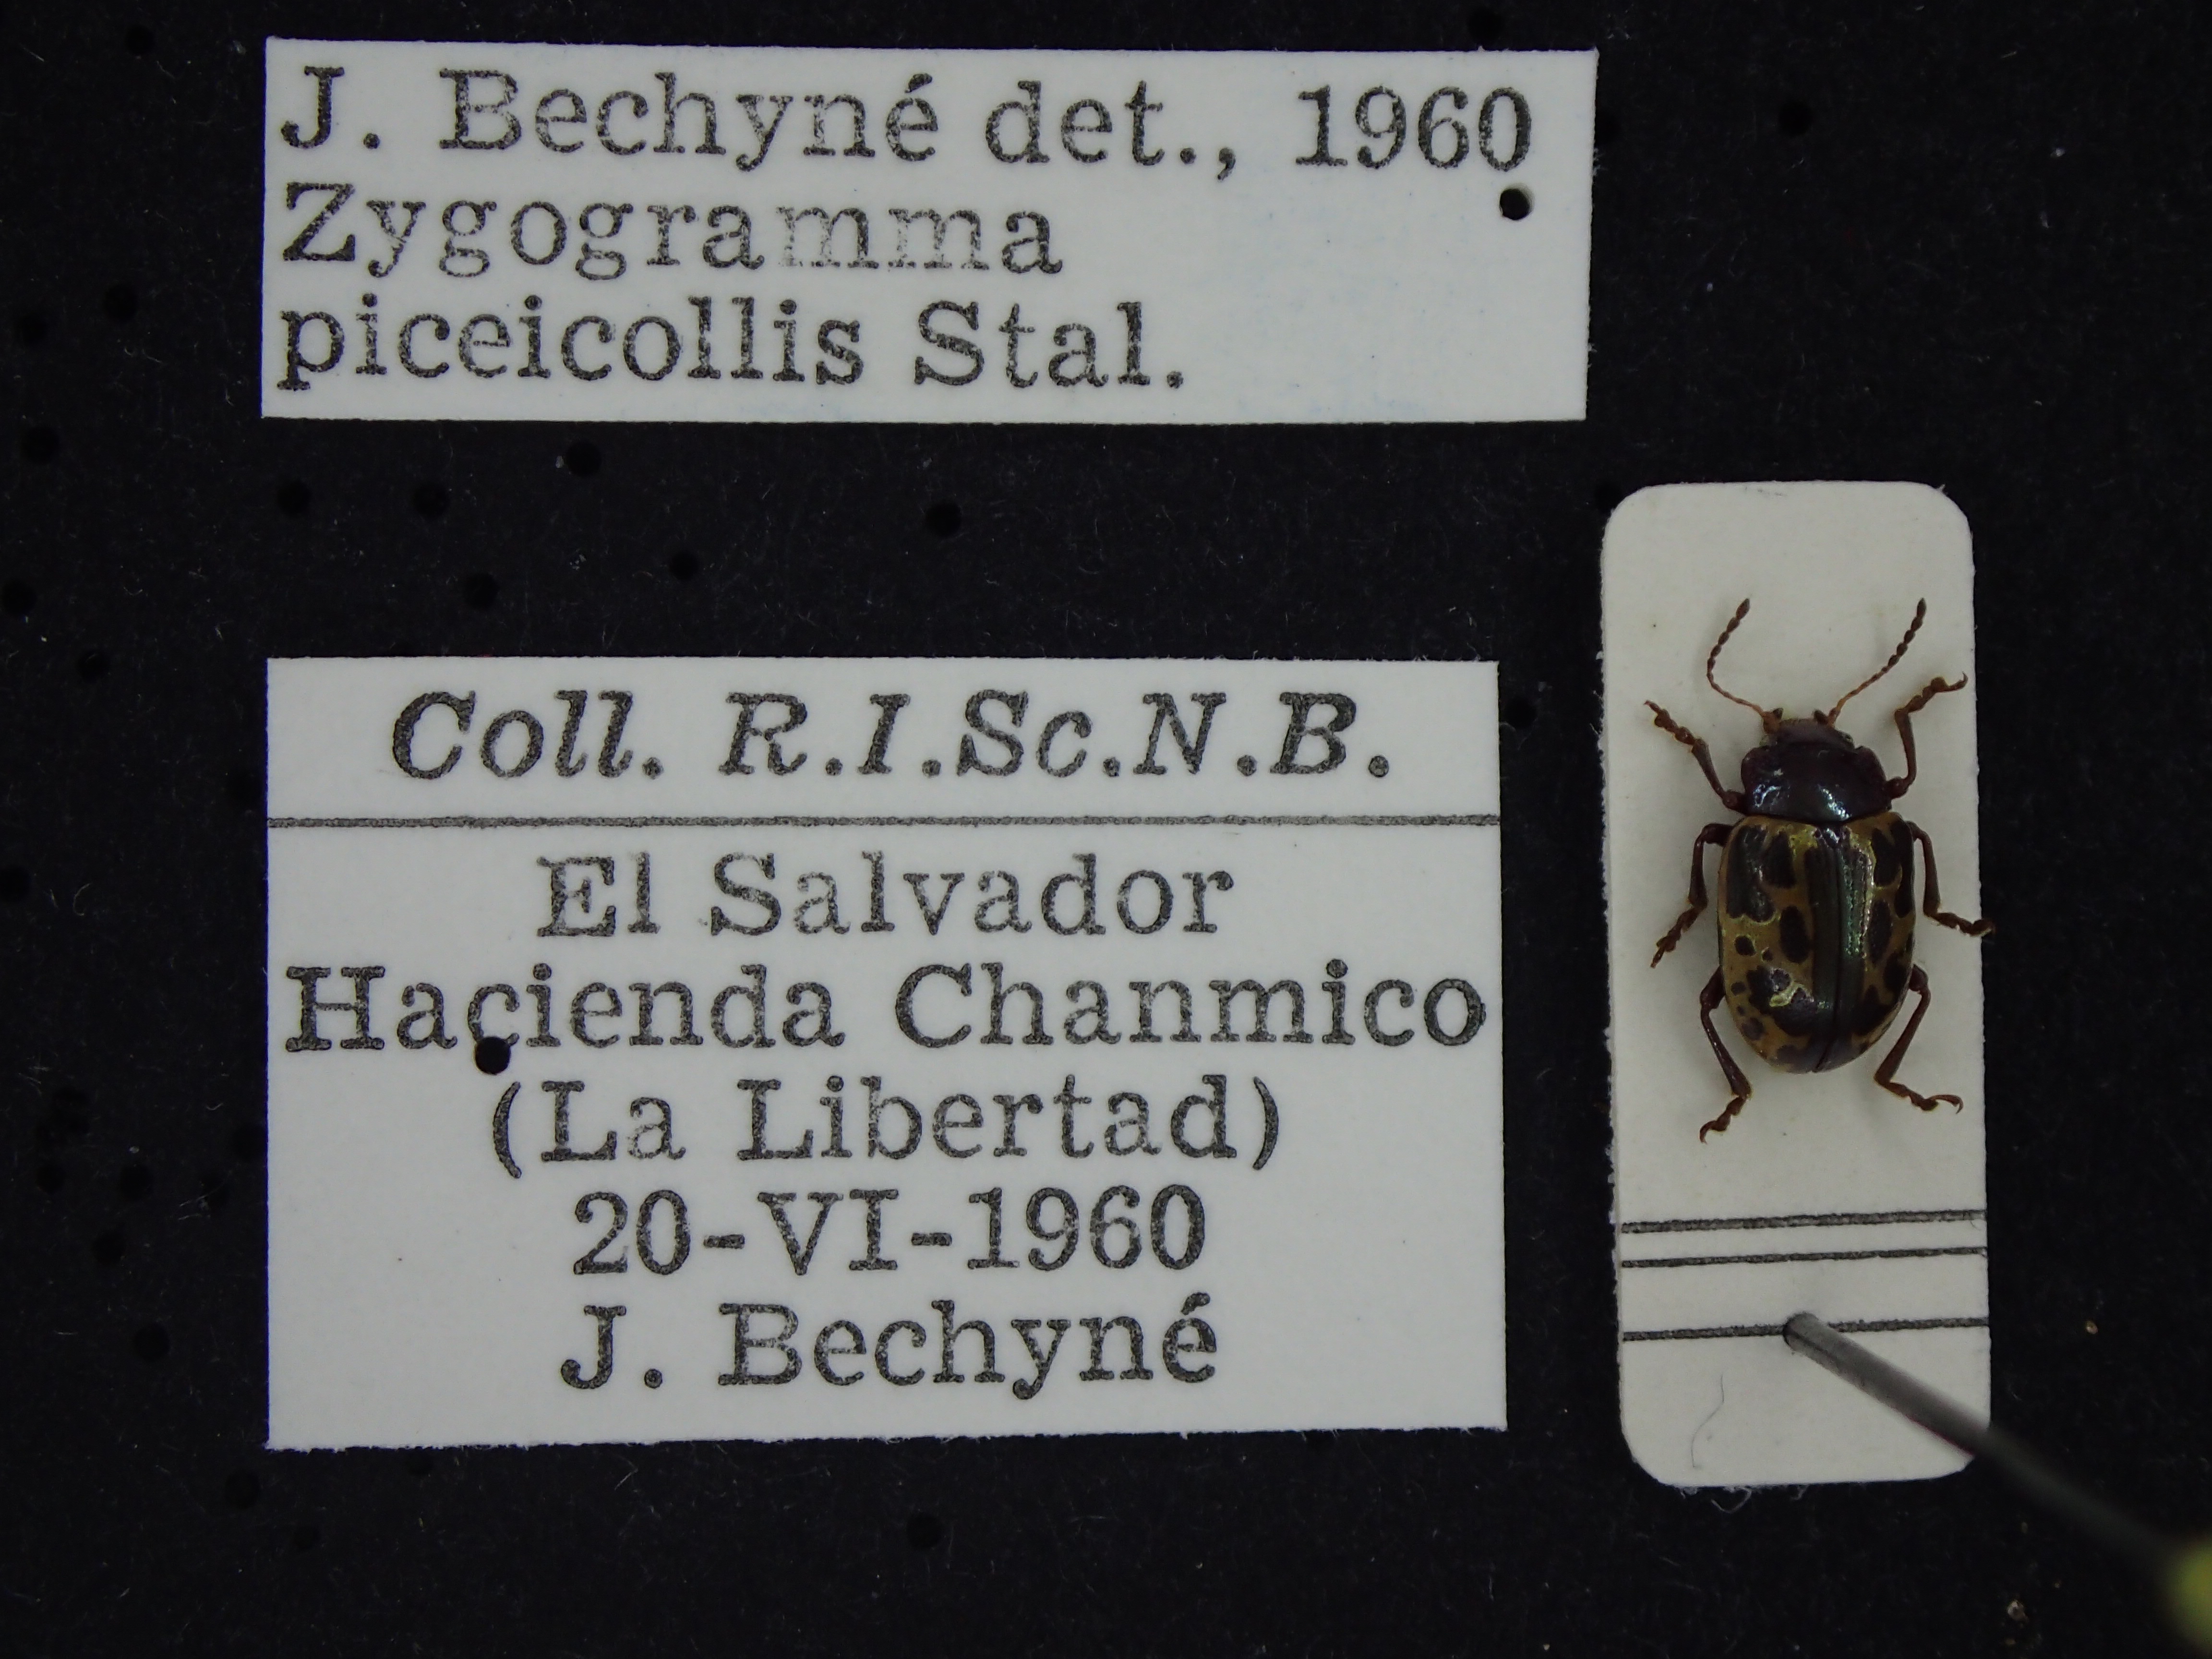 J. Bechyné det., 1960
Zygogramma
piceicollis Stal.
Coll. R.I.Sc.N.B.
El Salvador
Hacienda Chanmico
(La Libertad)
20-VI-1960
J. Bechyné